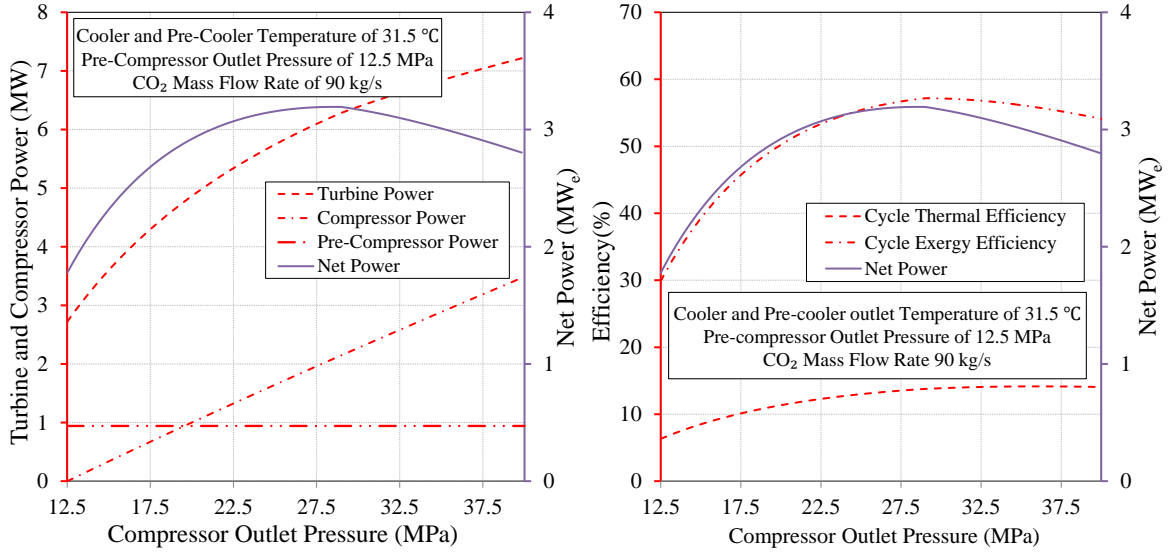 Turbine and Compressor Power (MW)
8
7
6
5
4
3
2
1
0
Cooler and Pre-Cooler Temperature of 31.5 ℃
Pre-Compressor Outlet Pressure of 12.5 MPa
CO₂ Mass Flow Rate of 90 kg/s
Turbine Power
Compressor Power
Pre-Compressor Power
Net Power
4
3
2
1
0
Net Power (MWₑ)
12.5 17.5 22.5 27.5 32.5 37.5
Compressor Outlet Pressure (MPa)
Efficiency(%)
70
60
50
40
30
20
10
0
Cycle Thermal Efficiency
Cycle Exergy Efficiency
Net Power
Cooler and Pre-cooler outlet Temperature of 31.5 ℃
Pre-compressor Outlet Pressure of 12.5 MPa
CO₂ Mass Flow Rate 90 kg/s
4
3
2
1
0
Net Power (MWₑ)
12.5 17.5 22.5 27.5 32.5 37.5
Compressor Outlet Pressure (MPa)